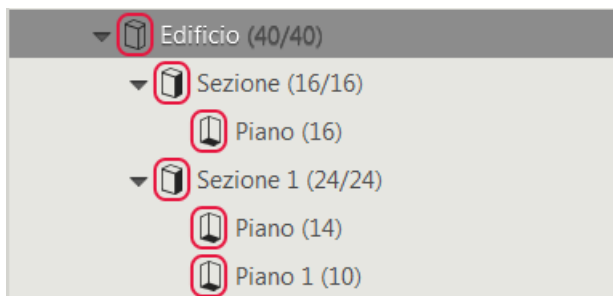 Edificio (40/40)
Sezione (16/16)
Piano (16)
Sezione 1 (24/24)
Piano (14)
Piano 1 (10)